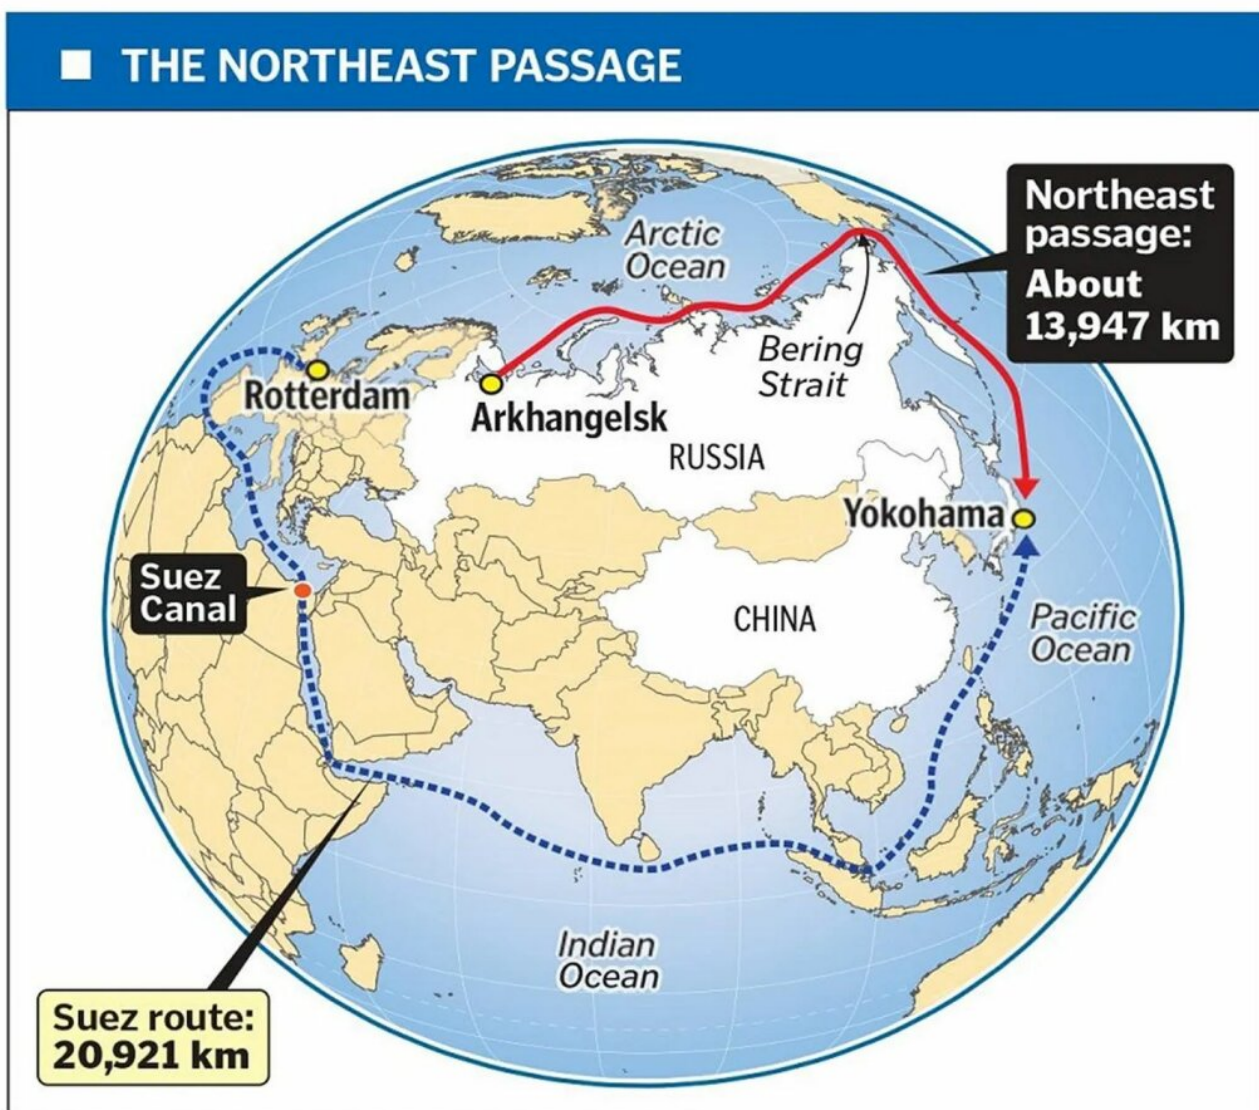 THE NORTHEAST PASSAGE
Northeast
passage:
About
13,947 km
Arctic
Ocean
Bering
Strait
Rotterdam
Arkhangelsk
RUSSIA
Yokohama
Suez
Canal
CHINA
Pacific
Ocean
Indian
Ocean
Suez route:
20,921 km